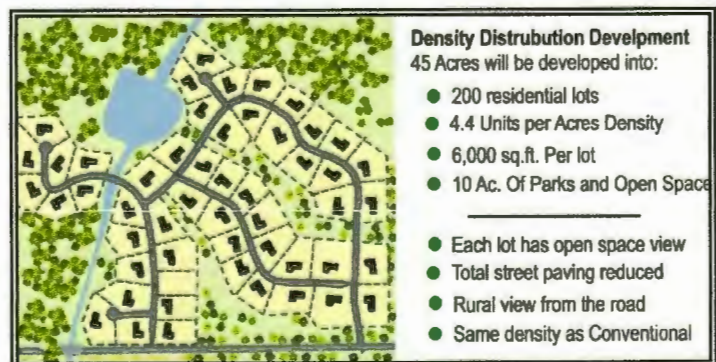 Density Distrubution Develpment
45 Acres will be developed into:
200 residential lots
4.4 Units per Acres Density
6,000 sq.ft. Per lot
10 Ac. Of Parks and Open Space
Each lot has open space view
Total street paving reduced
Rural view from the road
Same density as Conventional